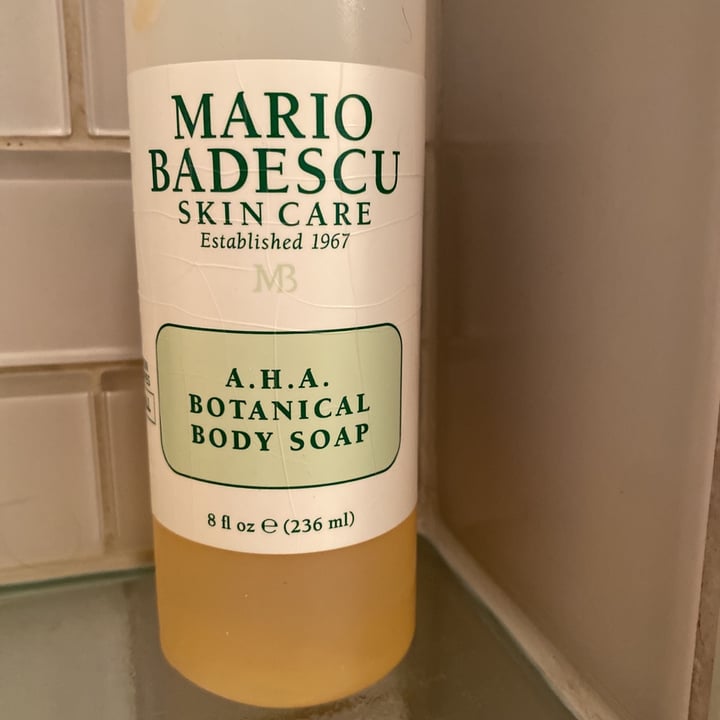 MARIO
BADESCU
SKIN CARE
Established 1967
MB
A.H.A.
BOTANICAL
BODY SOAP
8 fl oz ℮ (236 ml)